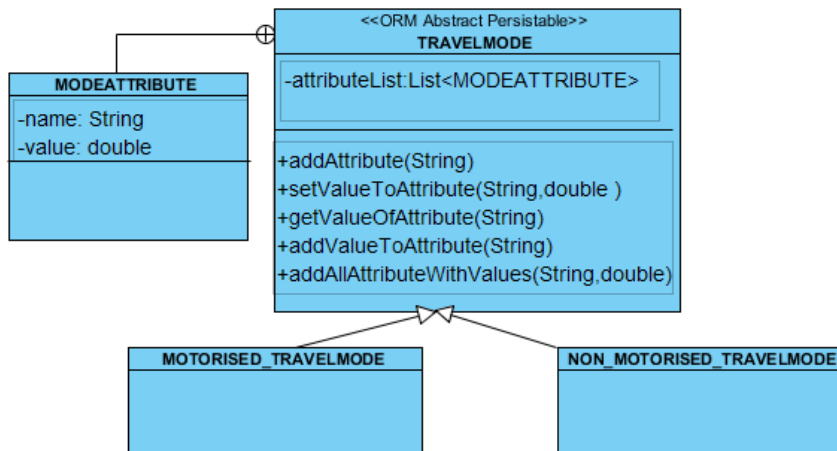 <<ORM Abstract Persistable>>
TRAVELMODE
-attributeList:List<MODEATTRIBUTE>
+addAttribute(String)
+setValueToAttribute(String,double )
+getValueOfAttribute(String)
+addValueToAttribute(String)
+addAllAttributeWithValues(String,double)
MODEATTRIBUTE
-name: String
-value: double
MOTORISED_TRAVELMODE
NON_MOTORISED_TRAVELMODE